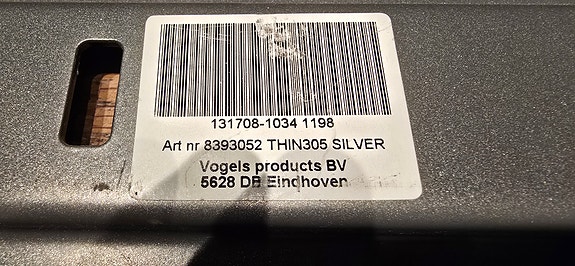 131708-1034 1198
Art nr 8393052 THIN305 SILVER
Vogels products BV
5628 DB Eindhoven